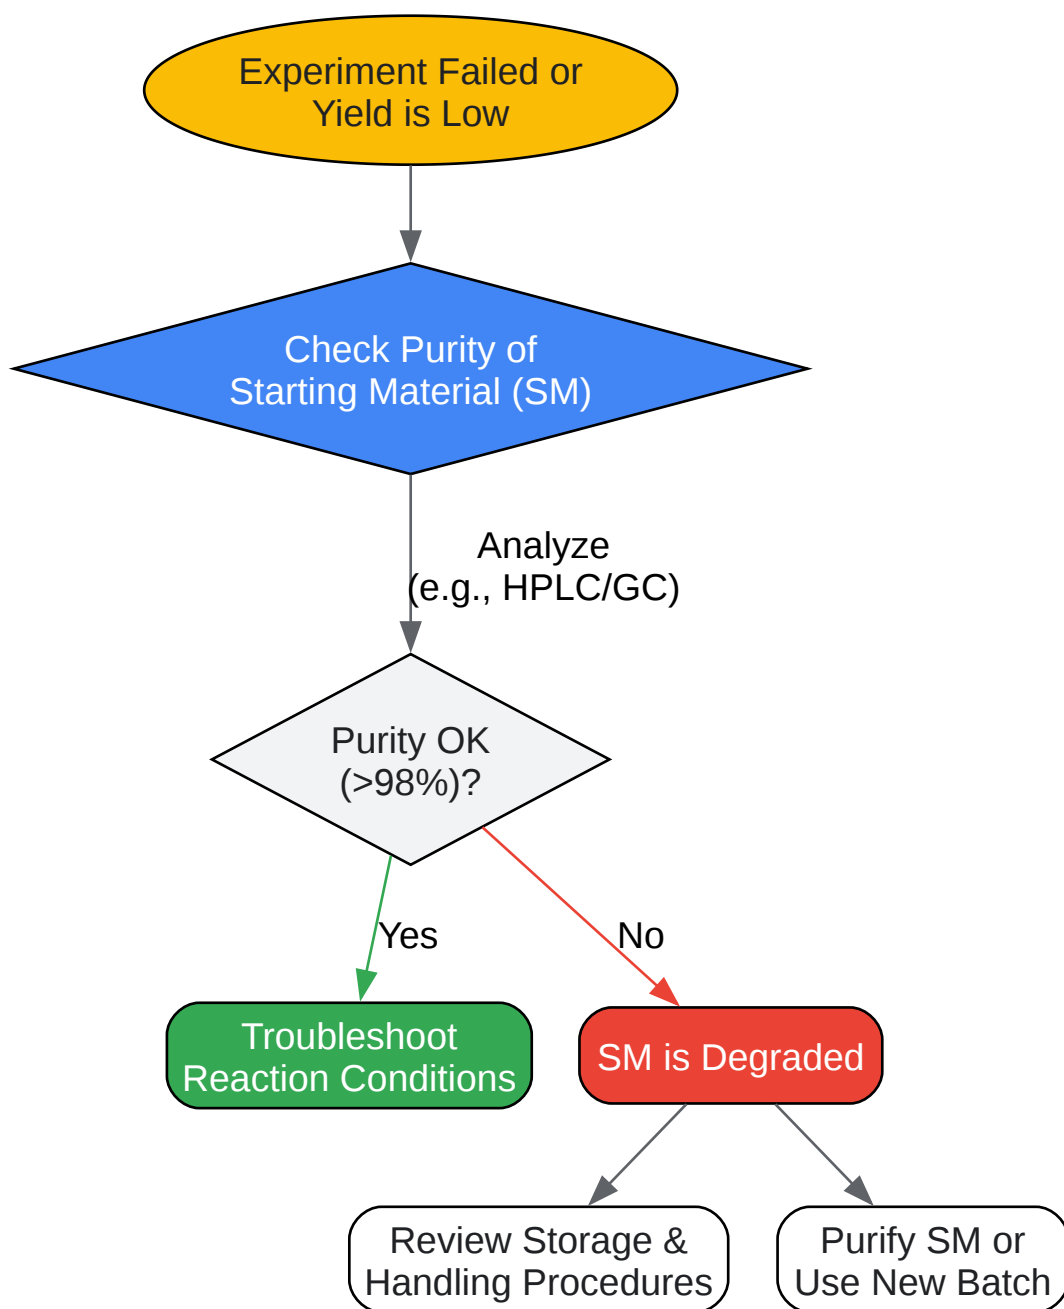 Experiment Failed or
Yield is Low
Check Purity of
Starting Material (SM)
Analyze
(e.g., HPLC/GC)
Purity OK
(>98%)?
Yes
No
Troubleshoot
Reaction Conditions
SM is Degraded
Review Storage &
Handling Procedures
Purify SM or
Use New Batch